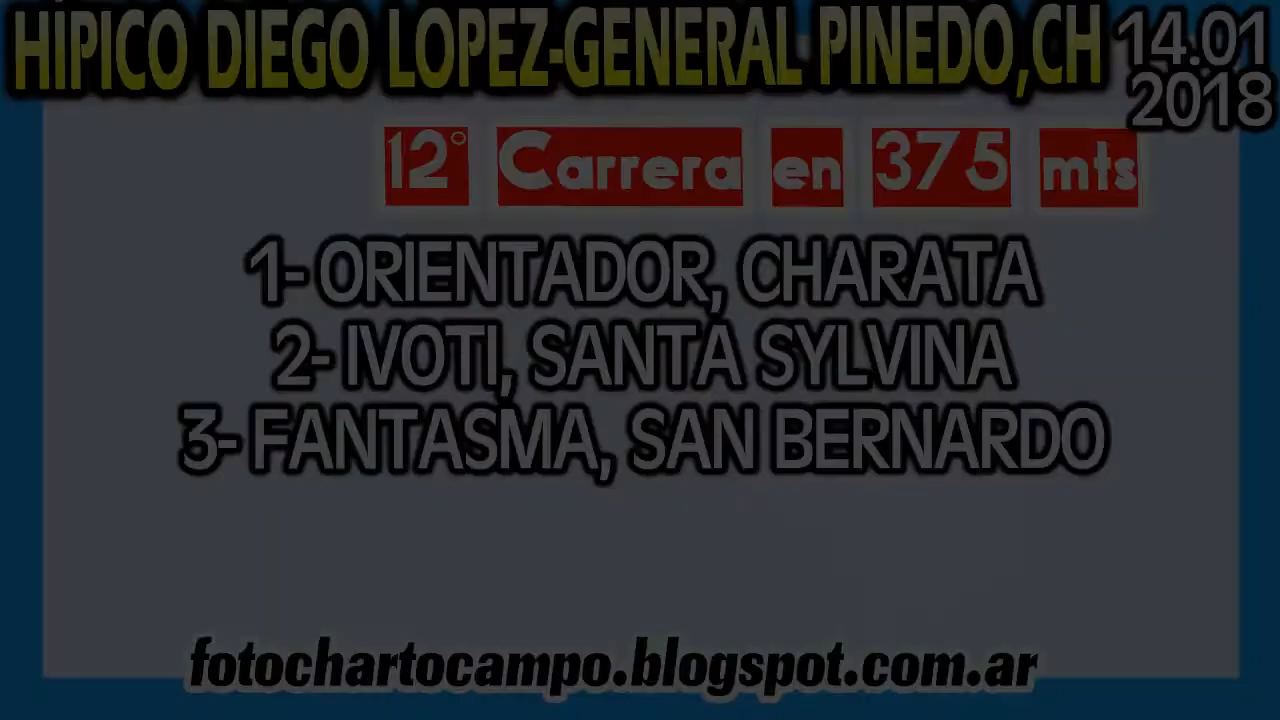 HÍPICO DIEGO LOPEZ-GENERAL PINEDO,CH
14.01
2018
12° Carrera en 375 mts
1- ORIENTADOR, CHARATA
2- IVOTI, SANTA SYLVINA
3- FANTASMA, SAN BERNARDO
fotochartocampo.blogspot.com.ar